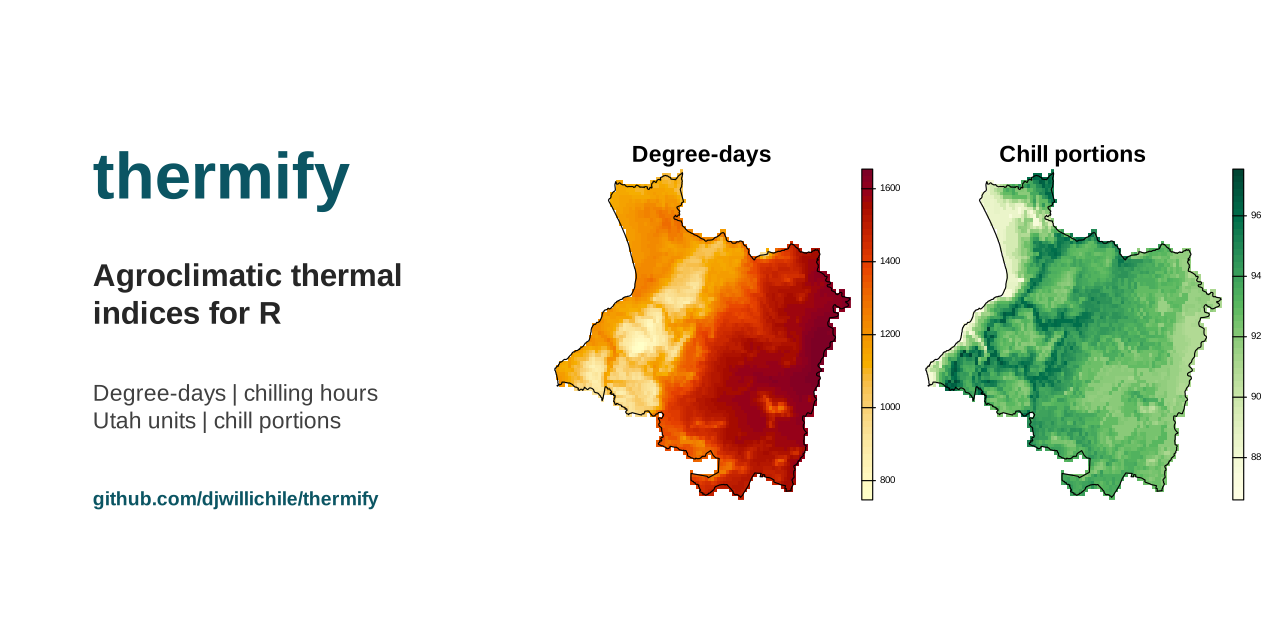 thermify
Agroclimatic thermal
indices for R
Degree-days | chilling hours
Utah units | chill portions
github.com/djwillichile/thermify
Degree-days
1600
1400
1200
1000
800
Chill portions
96
94
92
90
88